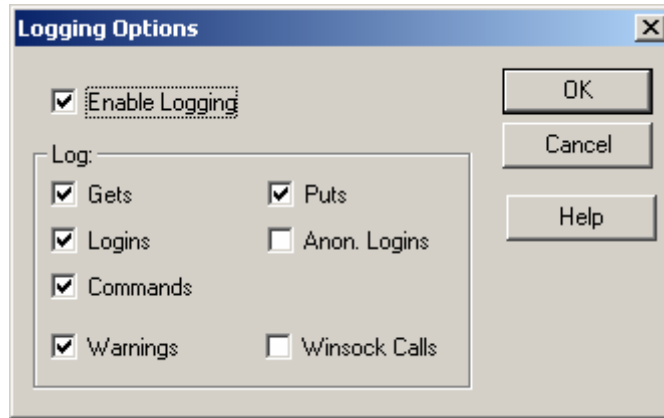 Logging Options
Enable Logging
OK
Cancel
Help
Log:
Gets Puts
Logins Anon. Logins
Commands
Warnings Winsock Calls